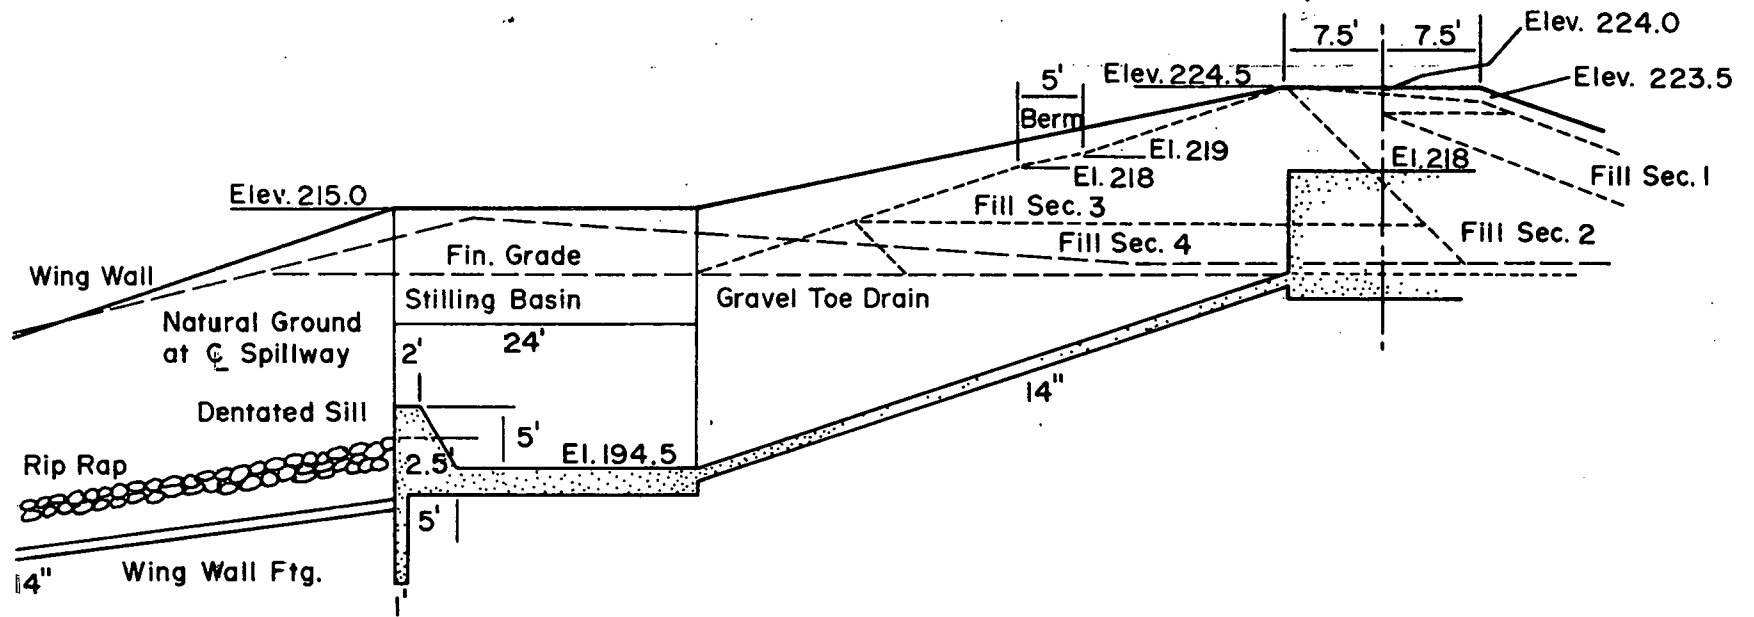 7.5' 7.5'
Elev. 224.0
Elev. 224.5
Elev. 223.5
5'
Berm
El. 219
El. 218
El. 218
Fill Sec. 1
Elev. 215.0
Fill Sec. 3
Fill Sec. 2
Fill Sec. 4
Fin. Grade
Wing Wall
Stilling Basin
Gravel Toe Drain
Natural Ground
at ℄ Spillway
24'
2'
14"
Dentated Sill
5'
El. 194.5
Rip Rap
2.5'
5'
14"
Wing Wall Ftg.
1'